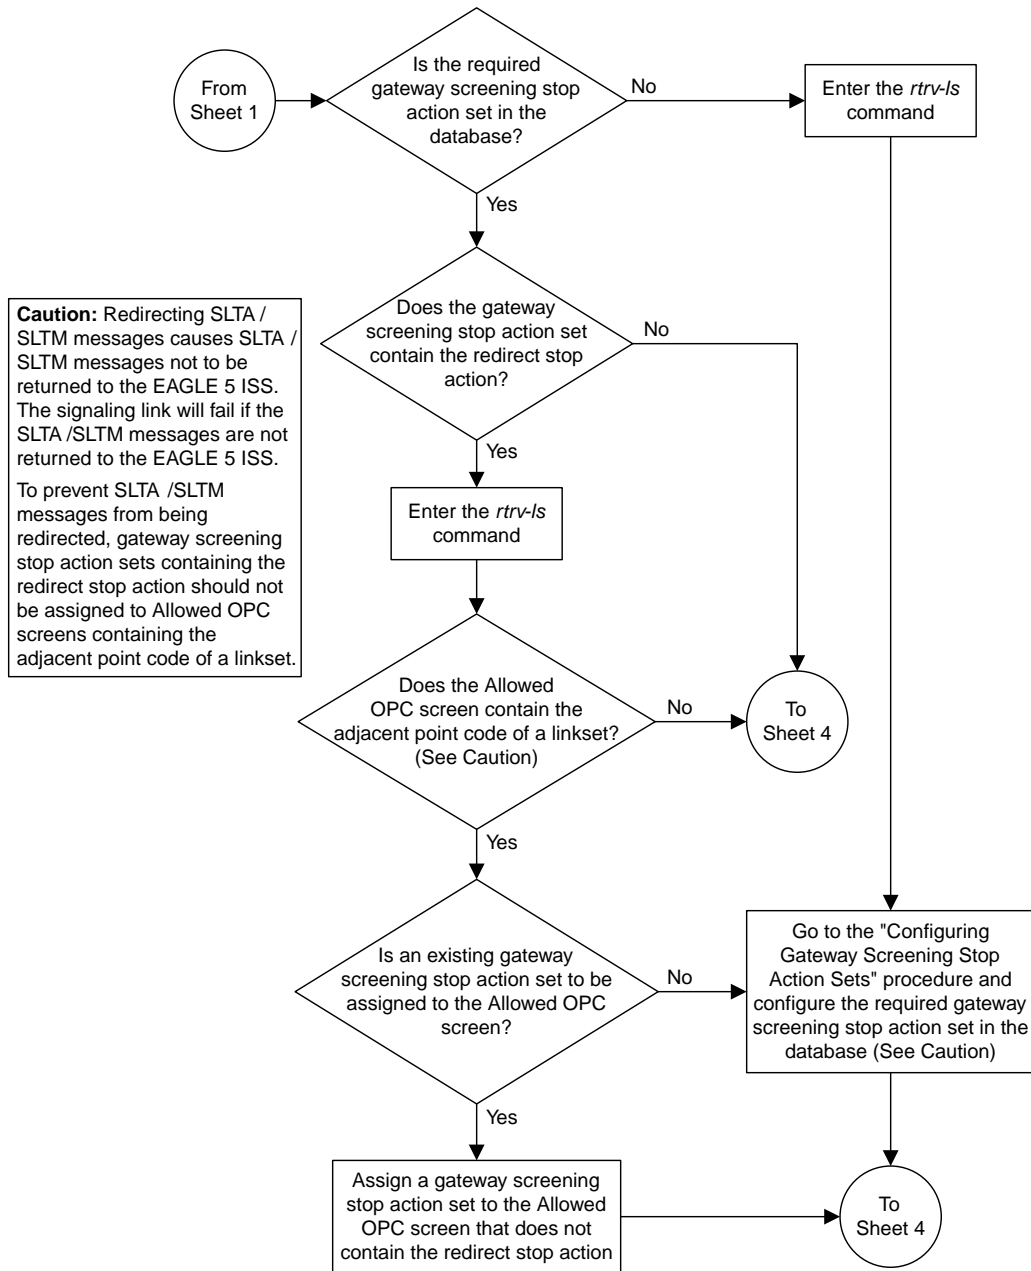 From
Sheet 1
Is the required
gateway screening stop
action set in the
database?
No
Enter the rtrv-ls
command
Yes
Does the gateway
screening stop action set
contain the redirect stop
action?
No
Caution: Redirecting SLTA /
SLTM messages causes SLTA /
SLTM messages not to be
returned to the EAGLE 5 ISS.
The signaling link will fail if the
SLTA /SLTM messages are not
returned to the EAGLE 5 ISS.
To prevent SLTA /SLTM
messages from being
redirected, gateway screening
stop action sets containing the
redirect stop action should not
be assigned to Allowed OPC
screens containing the
adjacent point code of a linkset.
Yes
Enter the rtrv-ls
command
Does the Allowed
OPC screen contain the
adjacent point code of a linkset?
(See Caution)
No
To
Sheet 4
Yes
Is an existing gateway
screening stop action set to be
assigned to the Allowed OPC
screen?
No
Go to the "Configuring
Gateway Screening Stop
Action Sets" procedure and
configure the required gateway
screening stop action set in the
database (See Caution)
Yes
Assign a gateway screening
stop action set to the Allowed
OPC screen that does not
contain the redirect stop action
To
Sheet 4